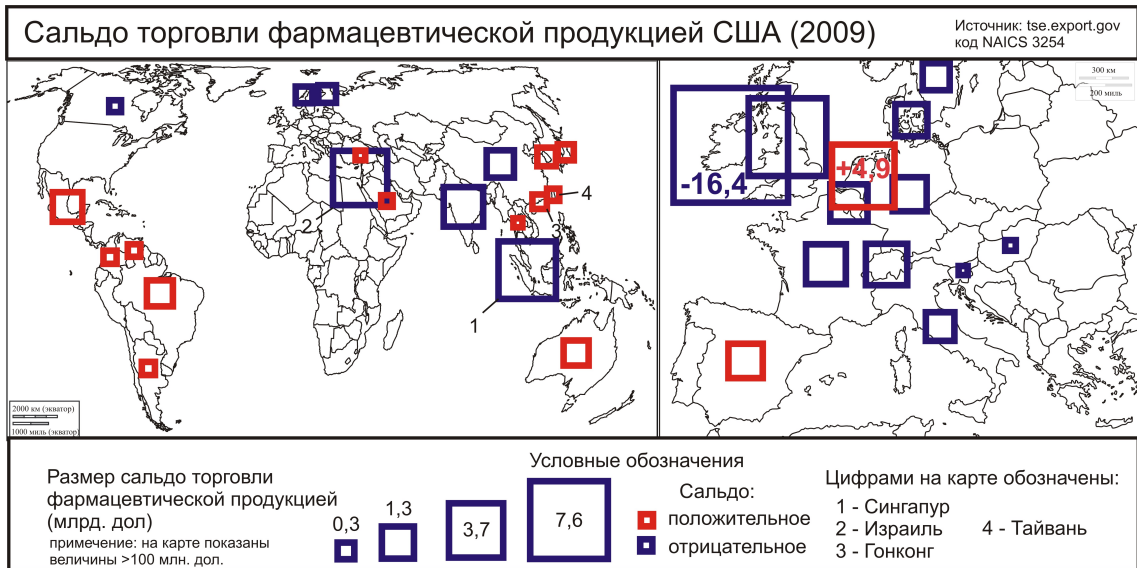 Сальдо торговли фармацевтической продукцией США (2009)
Источник: tse.export.gov
код NAICS 3254
300 км
200 миль
4
+4,9
-16,4
2
3
1
2000 км (экватор)
1000 миль (экватор)
Размер сальдо торговли
фармацевтической продукцией
(млрд. дол)
примечение: на карте показаны
величины >100 млн. дол.
0,3
1,3
3,7
7,6
Условные обозначения
Сальдо:
положительное
отрицательное
Цифрами на карте обозначены:
1 - Сингапур
2 - Израиль
3 - Гонконг
4 - Тайвань